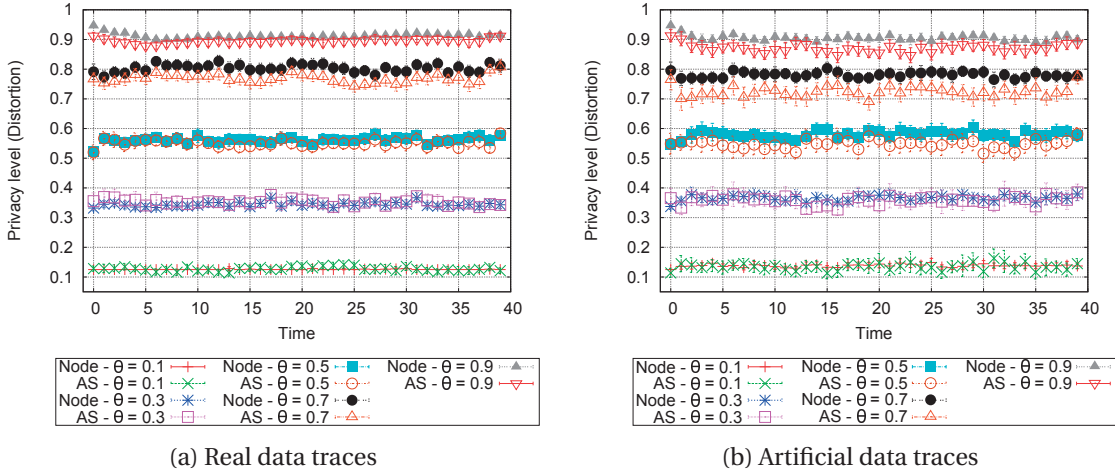 Privacy level (Distortion)
1
0.9
0.8
0.7
0.6
0.5
0.4
0.3
0.2
0.1
0 5 10 15 20 25 30 35 40
Time
Node - θ = 0.1
AS - θ = 0.1
Node - θ = 0.3
AS - θ = 0.3
Node - θ = 0.5
AS - θ = 0.5
Node - θ = 0.7
AS - θ = 0.7
Node - θ = 0.9
AS - θ = 0.9
(a) Real data traces
Privacy level (Distortion)
1
0.9
0.8
0.7
0.6
0.5
0.4
0.3
0.2
0.1
0 5 10 15 20 25 30 35 40
Time
Node - θ = 0.1
AS - θ = 0.1
Node - θ = 0.3
AS - θ = 0.3
Node - θ = 0.5
AS - θ = 0.5
Node - θ = 0.7
AS - θ = 0.7
Node - θ = 0.9
AS - θ = 0.9
(b) Artificial data traces